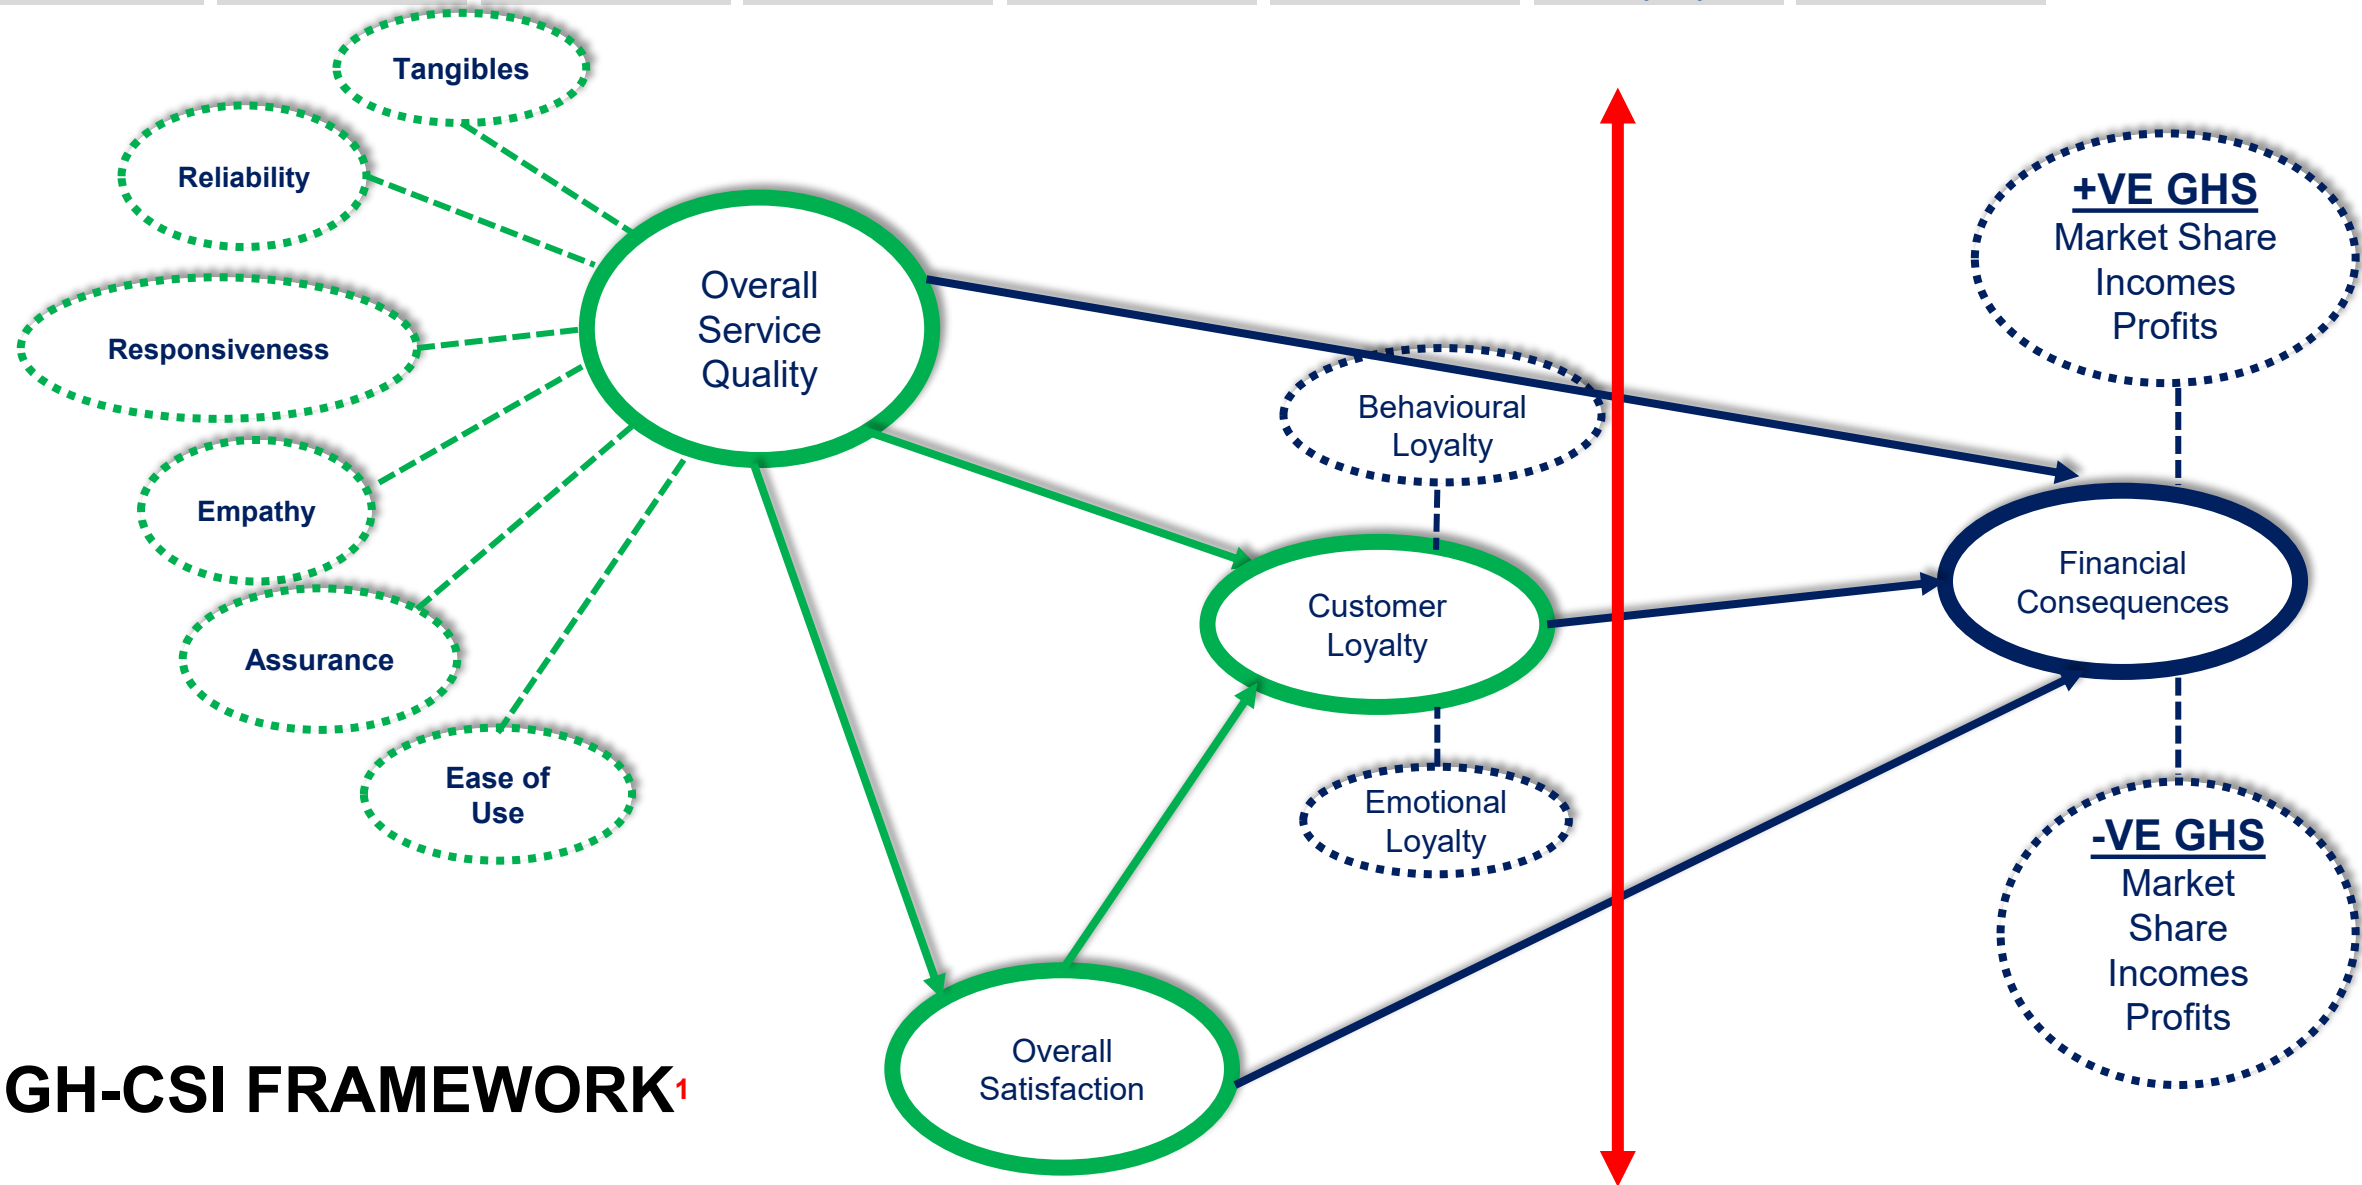 Tangibles
Reliability
Responsiveness
Empathy
Assurance
Ease of
Use
Overall
Service
Quality
Behavioural
Loyalty
Customer
Loyalty
Emotional
Loyalty
Overall
Satisfaction
+VE GHS
Market Share
Incomes
Profits
Financial
Consequences
-VE GHS
Market
Share
Incomes
Profits
GH-CSI FRAMEWORK1